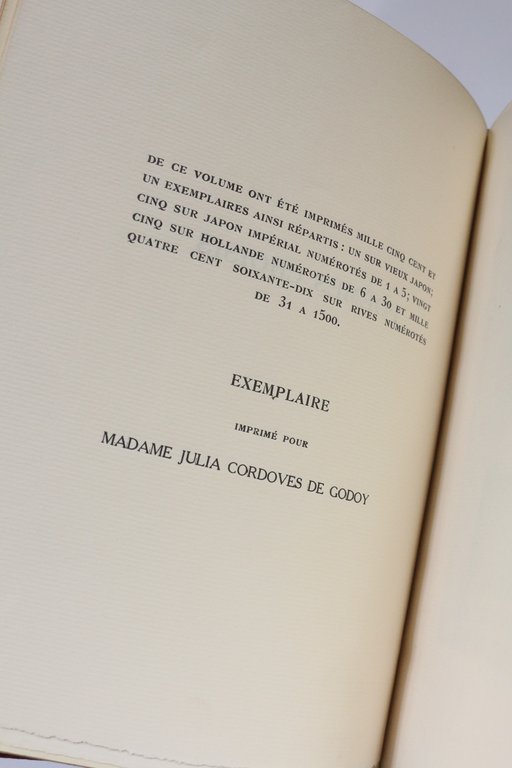 DE CE VOLUME ONT ÉTÉ IMPRIMÉS MILLE CINQ CENT ET
UN EXEMPLAIRES AINSI RÉPARTIS : UN SUR VIEUX JAPON;
CINQ SUR JAPON IMPÉRIAL NUMÉROTÉS DE 1 A 5; VINGT
CINQ SUR HOLLANDE NUMÉROTÉS DE 6 A 30 ET MILLE
QUATRE CENT SOIXANTE-DIX SUR RIVES NUMÉROTÉS
DE 31 A 1500.
EXEMPLAIRE
IMPRIMÉ POUR
MADAME JULIA CORDOVES DE GODOY